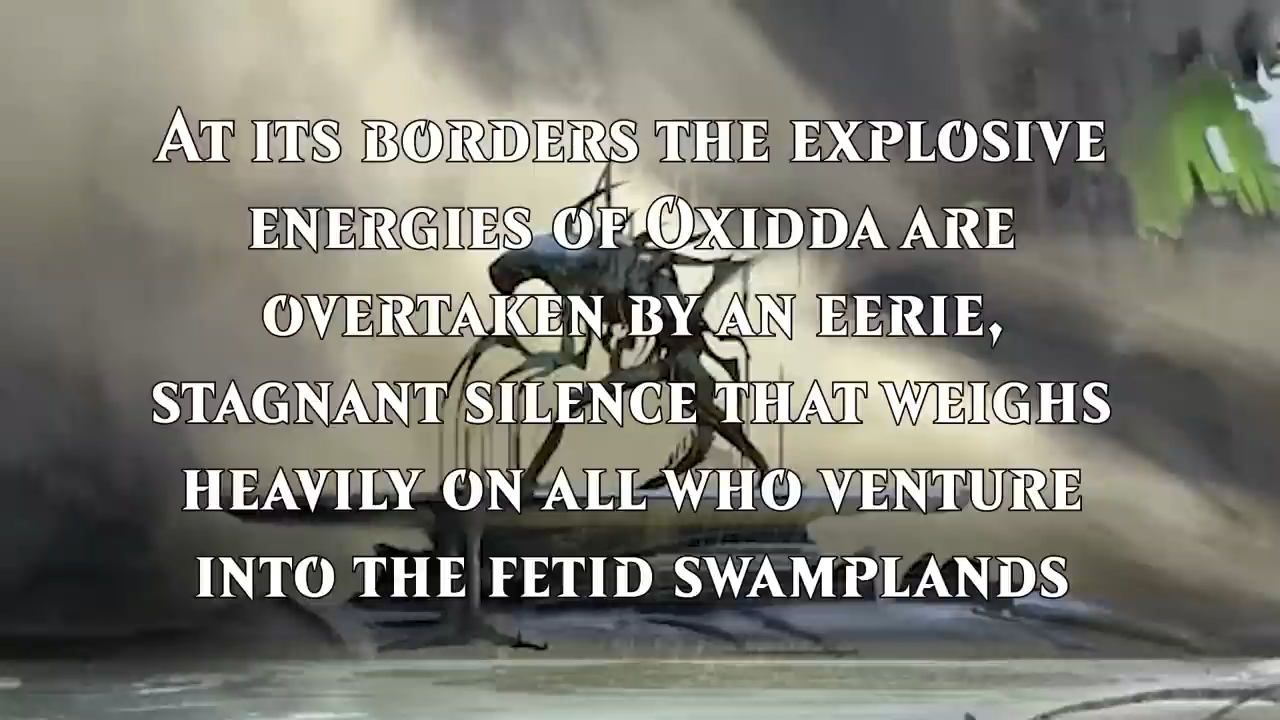 At its borders the explosive
energies of Oxidda are
overtaken by an eerie,
stagnant silence that weighs
heavily on all who venture
into the fetid swamplands